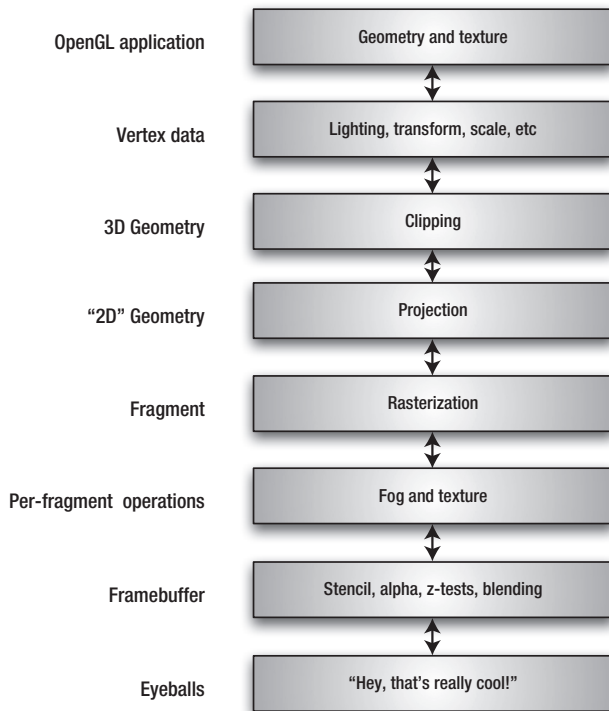 OpenGL application
Geometry and texture
Vertex data
Lighting, transform, scale, etc
3D Geometry
Clipping
“2D” Geometry
Projection
Fragment
Rasterization
Per-fragment operations
Fog and texture
Framebuffer
Stencil, alpha, z-tests, blending
Eyeballs
“Hey, that’s really cool!”